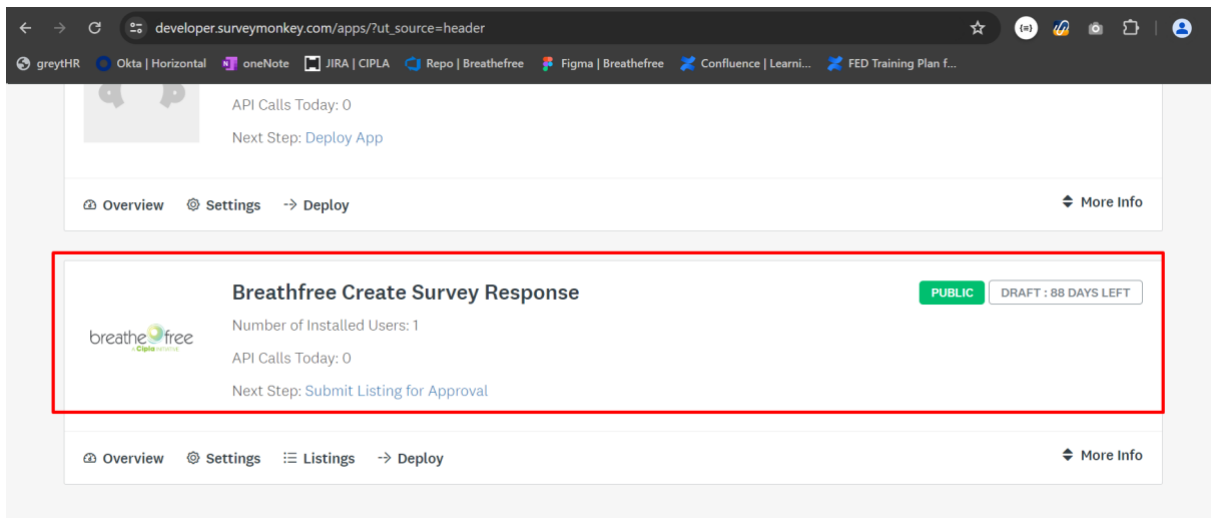 developer.surveymonkey.com/apps/?ut_source=header
greytHR Okta | Horizontal oneNote JIRA | CIPLA Repo | Breathefree Figma | Breathefree Confluence | Learni... FED Training Plan f...
API Calls Today: 0
Next Step: Deploy App
Overview Settings Deploy More Info
Breathfree Create Survey Response PUBLIC DRAFT : 88 DAYS LEFT
Number of Installed Users: 1
breathe free
a Cipla initiative
API Calls Today: 0
Next Step: Submit Listing for Approval
Overview Settings Listings Deploy More Info